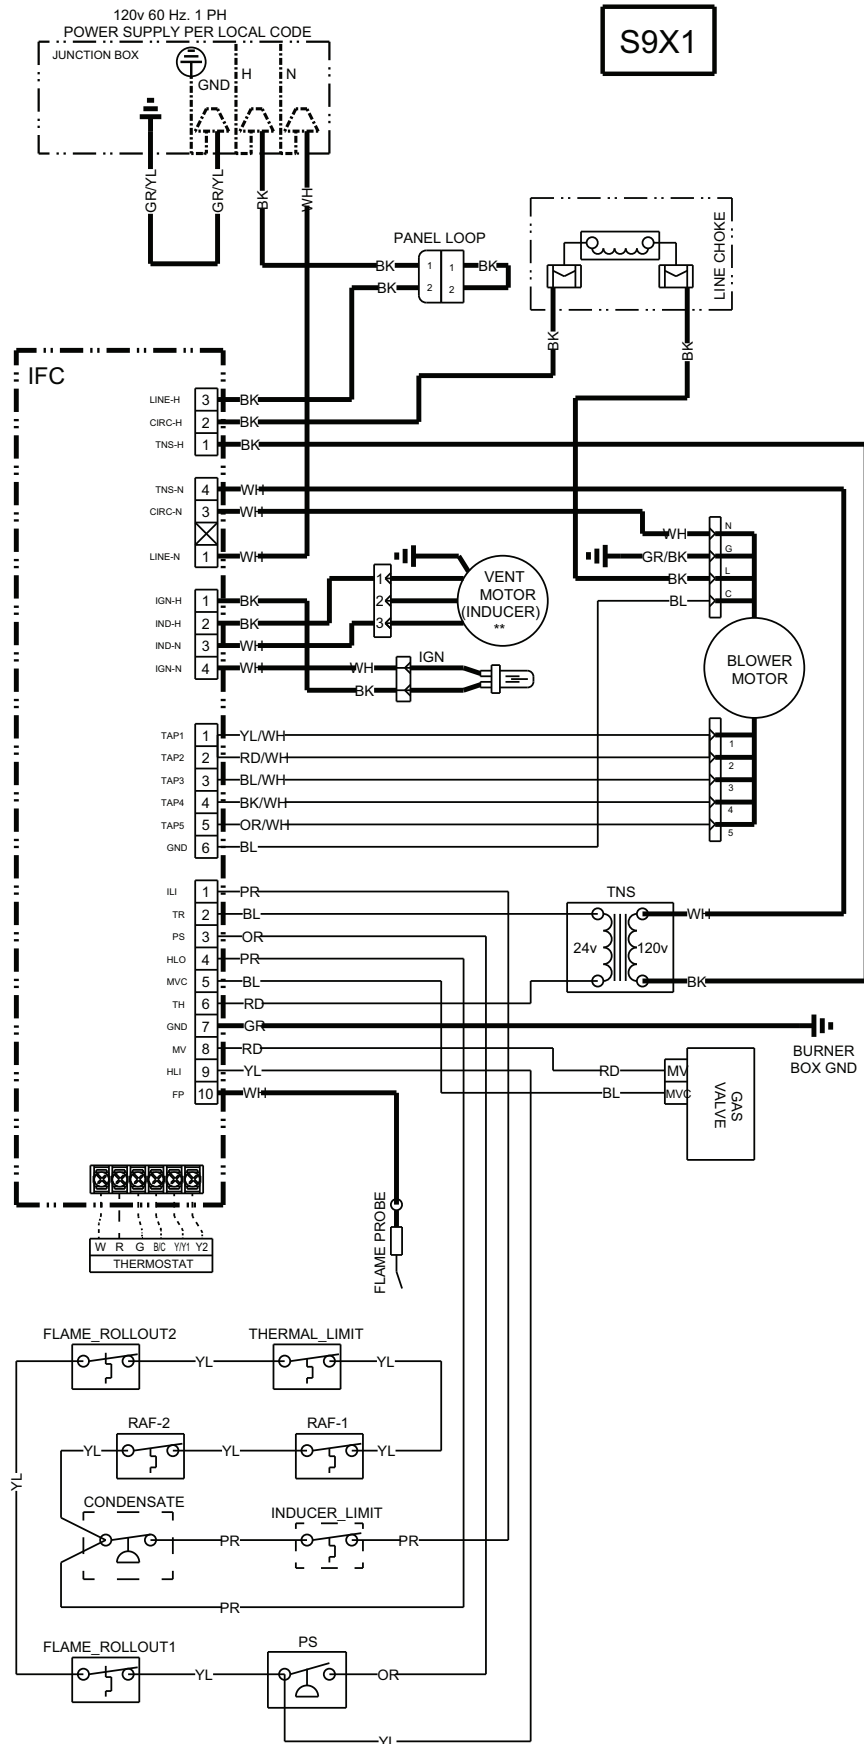 120v 60 Hz. 1 PH
POWER SUPPLY PER LOCAL CODE
S9X1
JUNCTION BOX
GND
H
N
GR/YL
GR/YL
BK
WH
PANEL LOOP
BK
1
1
BK
BK
2
2
LINE CHOKE
BK
BK
IFC
LINE-H 3 BK
CIRC-H 2 BK
TNS-H 1 BK
TNS-N 4 WH
CIRC-N 3 WH
LINE-N 1 WH
WH N
GR/BK G
BK L
BL C
BLOWER
MOTOR
1
2
3
VENT
MOTOR
(INDUCER)
**
IGN-H 1 BK
IND-H 2 BK
IND-N 3 WH
IGN-N 4 WH
WH
BK
IGN
TAP1 1 YL/WH 1
TAP2 2 RD/WH 2
TAP3 3 BL/WH 3
TAP4 4 BK/WH 4
TAP5 5 OR/WH 5
GND 6 BL
ILI 1 PR
TR 2 BL
PS 3 OR
HLO 4 PR
MVC 5 BL
TH 6 RD
GND 7 GR
MV 8 RD
HLI 9 YL
FP 10 WH
TNS
24v
120v
WH
BK
BURNER
BOX GND
RD MV
BL MVC
GAS
VALVE
FLAME PROBE
W R G B/C Y/Y1 Y2
THERMOSTAT
FLAME_ROLLOUT2
THERMAL_LIMIT
YL
YL
RAF-2
RAF-1
YL
YL
YL
YL
CONDENSATE
INDUCER_LIMIT
PR
PR
PR
FLAME_ROLLOUT1
PS
YL
OR
YL